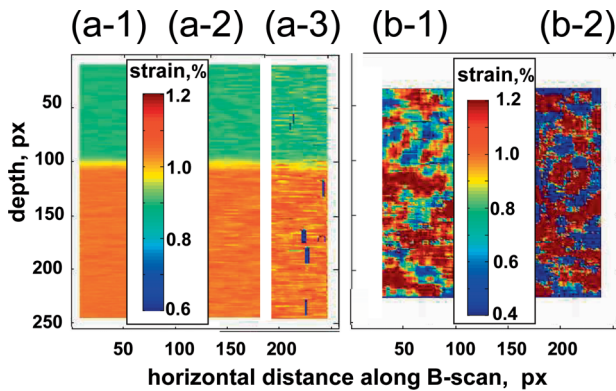 (a-1) (a-2) (a-3) (b-1) (b-2)
strain,% strain,%
50 1.2 1.2
100 1.0 1.0
150 0.8
200 0.8 0.6
250 0.6 0.4
50 100 150 200 50 100 150 200
depth, px
horizontal distance along B-scan, px